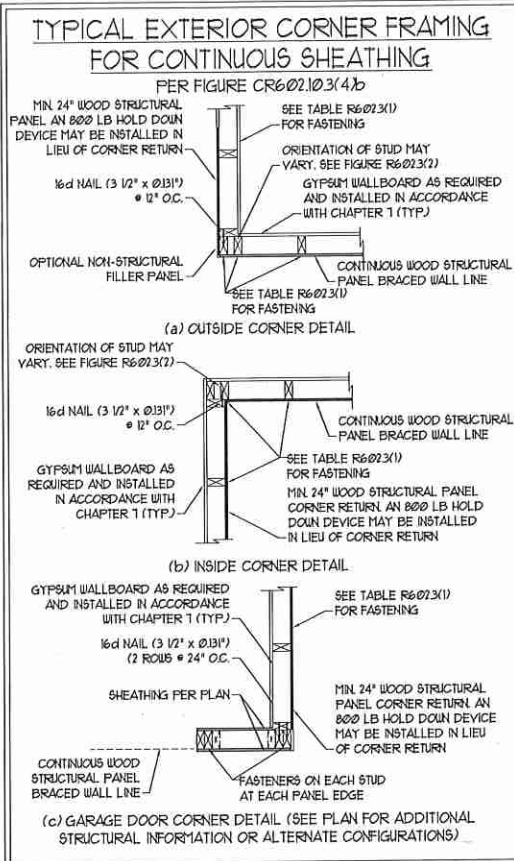 TYPICAL EXTERIOR CORNER FRAMING
FOR CONTINUOUS SHEATHING
PER FIGURE CR602.10.3(4)b
MIN. 24" WOOD STRUCTURAL
PANEL AN 800 LB HOLD DOWN
DEVICE MAY BE INSTALLED IN
LIEU OF CORNER RETURN
SEE TABLE R602.3(1)
FOR FASTENING
ORIENTATION OF STUD MAY
VARY. SEE FIGURE R602.3(2)
16d NAIL (3 1/2" x 0.131")
@ 12" O.C.
GYPSUM WALLBOARD AS REQUIRED
AND INSTALLED IN ACCORDANCE
WITH CHAPTER 7 (TYP.)
OPTIONAL NON-STRUCTURAL
FILLER PANEL
CONTINUOUS WOOD STRUCTURAL
PANEL BRACED WALL LINE
SEE TABLE R602.3(1)
FOR FASTENING
(a) OUTSIDE CORNER DETAIL
ORIENTATION OF STUD MAY
VARY. SEE FIGURE R602.3(2)
16d NAIL (3 1/2" x 0.131")
@ 12" O.C.
CONTINUOUS WOOD STRUCTURAL
PANEL BRACED WALL LINE
GYPSUM WALLBOARD AS
REQUIRED AND INSTALLED
IN ACCORDANCE WITH
CHAPTER 7 (TYP.)
SEE TABLE R602.3(1)
FOR FASTENING
MIN. 24" WOOD STRUCTURAL PANEL
CORNER RETURN. AN 800 LB HOLD
DOWN DEVICE MAY BE INSTALLED
IN LIEU OF CORNER RETURN
(b) INSIDE CORNER DETAIL
GYPSUM WALLBOARD AS REQUIRED
AND INSTALLED IN ACCORDANCE
WITH CHAPTER 7 (TYP.)
SEE TABLE R602.3(1)
FOR FASTENING
16d NAIL (3 1/2" x 0.131")
(2 ROWS @ 24" O.C.
SHEATHING PER PLAN
MIN. 24" WOOD STRUCTURAL
PANEL CORNER RETURN. AN
800 LB HOLD DOWN DEVICE
MAY BE INSTALLED IN LIEU
OF CORNER RETURN
CONTINUOUS WOOD
STRUCTURAL PANEL
BRACED WALL LINE
FASTENERS ON EACH STUD
AT EACH PANEL EDGE
(c) GARAGE DOOR CORNER DETAIL (SEE PLAN FOR ADDITIONAL
STRUCTURAL INFORMATION OR ALTERNATE CONFIGURATIONS)